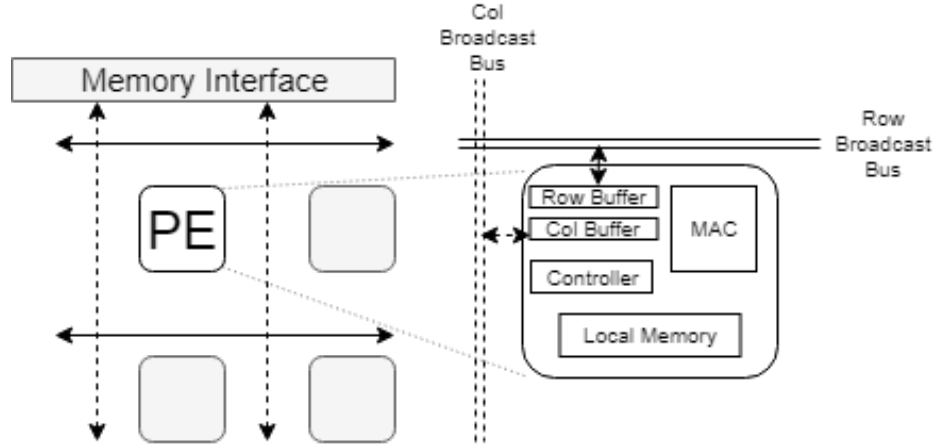 Col
Broadcast
Bus
Memory Interface
Row
Broadcast
Bus
PE
Row Buffer
Col Buffer
MAC
Controller
Local Memory